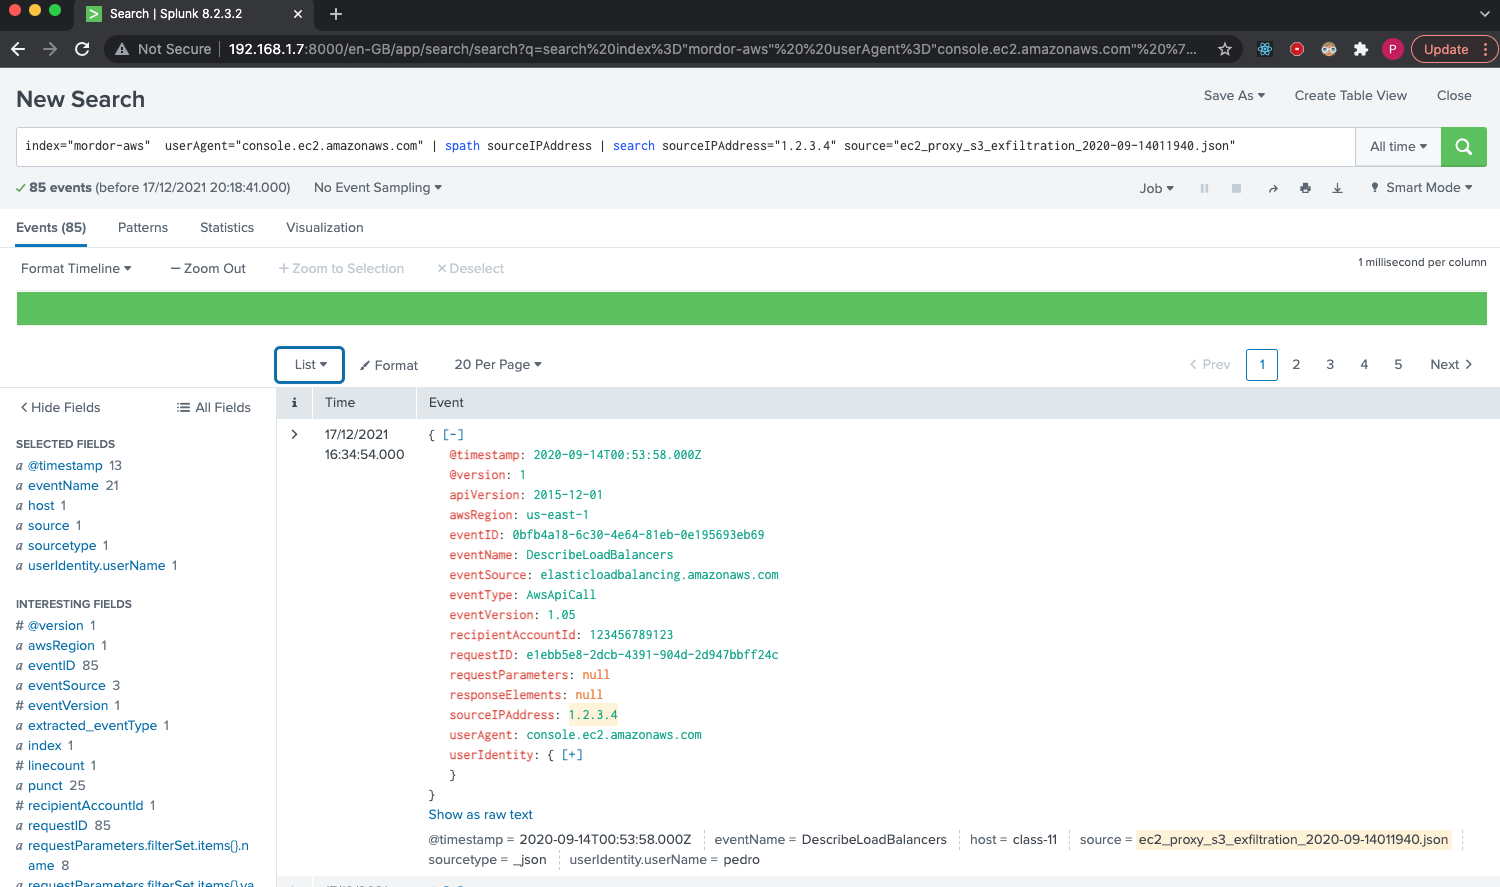 Search | Splunk 8.2.3.2
Not Secure 192.168.1.7:8000/en-GB/app/search/search?q=search%20index%3D"mordor-aws"%20%20userAgent%3D"console.ec2.amazonaws.com"%20%7...
P
Update
New Search
Save As
Create Table View
Close
index="mordor-aws"  userAgent="console.ec2.amazonaws.com" | spath sourceIPAddress | search sourceIPAddress="1.2.3.4" source="ec2_proxy_s3_exfiltration_2020-09-14011940.json"
All time
85 events (before 17/12/2021 20:18:41.000)
No Event Sampling
Job
Smart Mode
Events (85)
Patterns
Statistics
Visualization
Format Timeline
Zoom Out
Zoom to Selection
Deselect
1 millisecond per column
List
Format
20 Per Page
Prev
1
2
3
4
5
Next
Hide Fields
All Fields
SELECTED FIELDS
a @timestamp 13
a eventName 21
a host 1
a source 1
a sourcetype 1
a userIdentity.userName 1
INTERESTING FIELDS
# @version 1
a awsRegion 1
a eventID 85
a eventSource 3
# eventVersion 1
a extracted_eventType 1
a index 1
# linecount 1
a punct 25
# recipientAccountId 1
a requestID 85
a requestParameters.filterSet.items{}.n
ame 8
a requestParameters.filterSet.items{}.va
i
Time
Event
17/12/2021
16:34:54.000
{ [-]
@timestamp: 2020-09-14T00:53:58.000Z
@version: 1
apiVersion: 2015-12-01
awsRegion: us-east-1
eventID: 0bfb4a18-6c30-4e64-81eb-0e195693eb69
eventName: DescribeLoadBalancers
eventSource: elasticloadbalancing.amazonaws.com
eventType: AwsApiCall
eventVersion: 1.05
recipientAccountId: 123456789123
requestID: e1ebb5e8-2dcb-4391-904d-2d947bbff24c
requestParameters: null
responseElements: null
sourceIPAddress: 1.2.3.4
userAgent: console.ec2.amazonaws.com
userIdentity: { [+]
}
}
Show as raw text
@timestamp = 2020-09-14T00:53:58.000Z
eventName = DescribeLoadBalancers
host = class-11
source = ec2_proxy_s3_exfiltration_2020-09-14011940.json
sourcetype = _json
userIdentity.userName = pedro